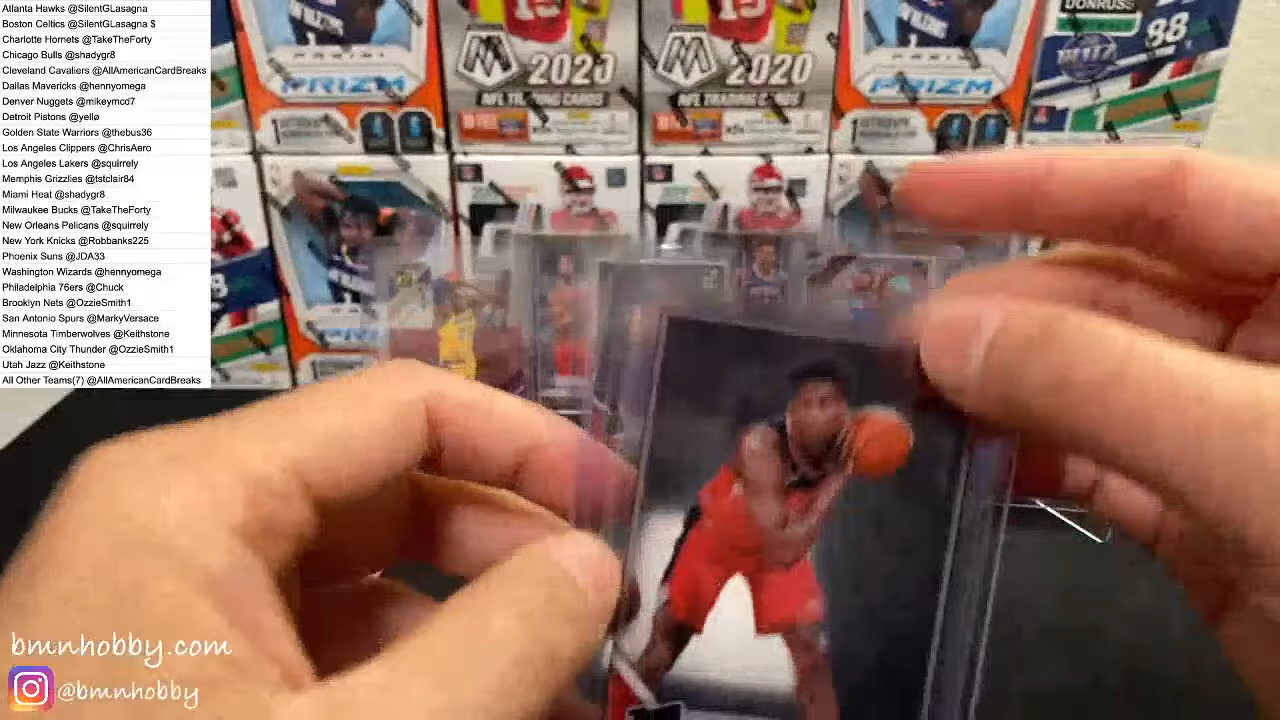 Atlanta Hawks @SilentGLasagna
Boston Celtics @SilentGLasagna $
Charlotte Hornets @TakeTheForty
Chicago Bulls @shadygr8
Cleveland Cavaliers @AllAmericanCardBreaks
Dallas Mavericks @hennyomega
Denver Nuggets @mikeymcd7
Detroit Pistons @yellø
Golden State Warriors @thebus36
Los Angeles Clippers @ChrisAero
Los Angeles Lakers @squirrely
Memphis Grizzlies @tstclair84
Miami Heat @shadygr8
Milwaukee Bucks @TakeTheForty
New Orleans Pelicans @squirrely
New York Knicks @Robbanks225
Phoenix Suns @JDA33
Washington Wizards @hennyomega
Philadelphia 76ers @Chuck
Brooklyn Nets @OzzieSmith1
San Antonio Spurs @MarkyVersace
Minnesota Timberwolves @Keithstone
Oklahoma City Thunder @OzzieSmith1
Utah Jazz @Keithstone
All Other Teams(7) @AllAmericanCardBreaks
PANINI
PRIZM
2020
NFL TRADING CARDS
2020
NFL TRADING CARDS
PANINI
PRIZM
DONRUSS
88
bmnhobby.com
@bmnhobby